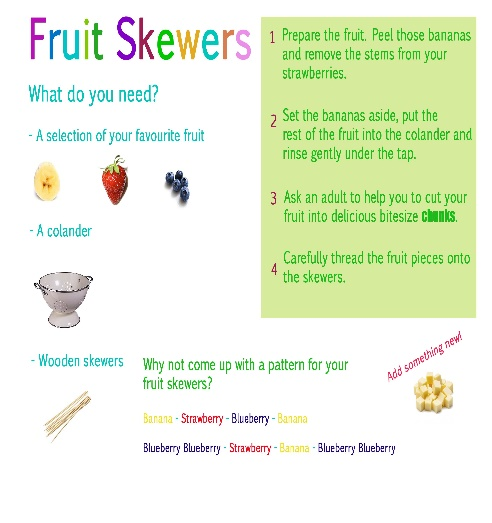 Fruit Skewers
What do you need?
- A selection of your favourite fruit
- A colander
- Wooden skewers
1 Prepare the fruit. Peel those bananas
and remove the stems from your
strawberries.
2 Set the bananas aside, put the
rest of the fruit into the colander and
rinse gently under the tap.
3 Ask an adult to help you to cut your
fruit into delicious bitesize chunks.
4 Carefully thread the fruit pieces onto
the skewers.
Why not come up with a pattern for your
fruit skewers?
Banana - Strawberry - Blueberry - Banana
Blueberry Blueberry - Strawberry - Banana - Blueberry Blueberry
Add something new!